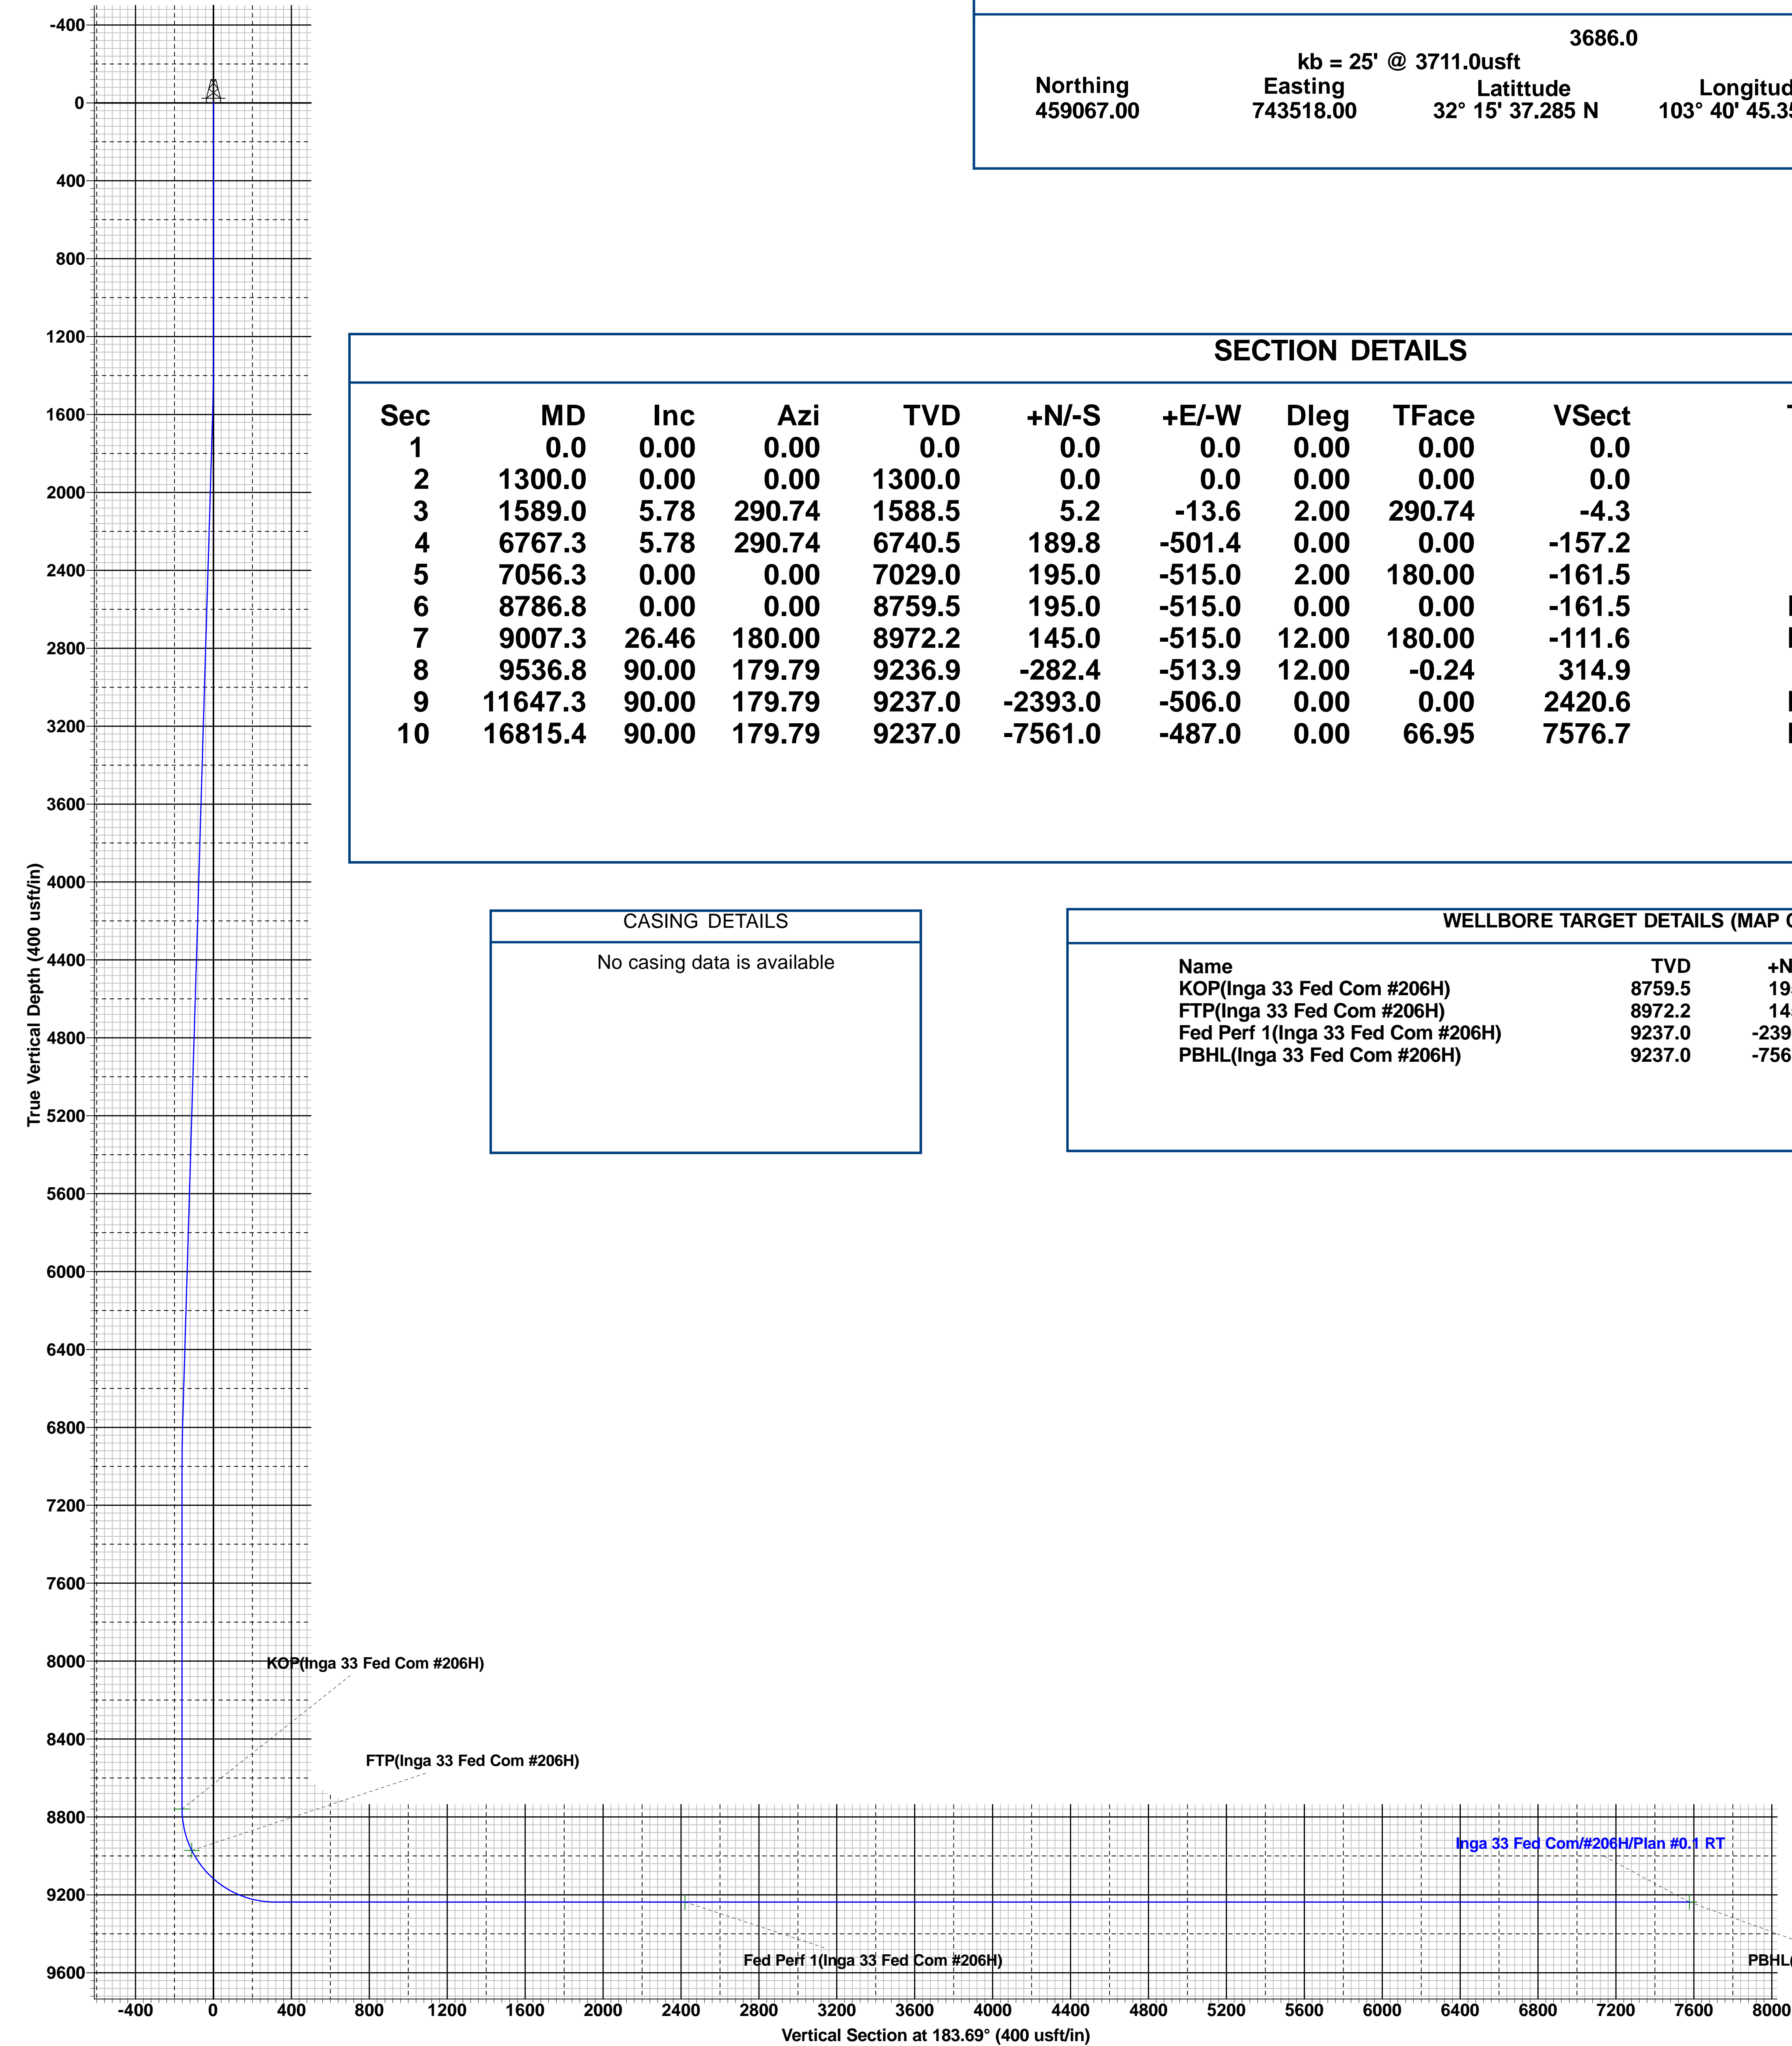 3686.0
kb = 25' @ 3711.0usft
Northing Easting Latittude Longitud
459067.00 743518.00 32° 15' 37.285 N 103° 40' 45.35
SECTION DETAILS
Sec MD Inc Azi TVD +N/-S +E/-W Dleg TFace VSect
1 0.0 0.00 0.00 0.0 0.0 0.0 0.00 0.00 0.0
2 1300.0 0.00 0.00 1300.0 0.0 0.0 0.00 0.00 0.0
3 1589.0 5.78 290.74 1588.5 5.2 -13.6 2.00 290.74 -4.3
4 6767.3 5.78 290.74 6740.5 189.8 -501.4 0.00 0.00 -157.2
5 7056.3 0.00 0.00 7029.0 195.0 -515.0 2.00 180.00 -161.5
6 8786.8 0.00 0.00 8759.5 195.0 -515.0 0.00 0.00 -161.5
7 9007.3 26.46 180.00 8972.2 145.0 -515.0 12.00 180.00 -111.6
8 9536.8 90.00 179.79 9236.9 -282.4 -513.9 12.00 -0.24 314.9
9 11647.3 90.00 179.79 9237.0 -2393.0 -506.0 0.00 0.00 2420.6
10 16815.4 90.00 179.79 9237.0 -7561.0 -487.0 0.00 66.95 7576.7
CASING DETAILS
No casing data is available
WELLBORE TARGET DETAILS (MAP
Name TVD +N
KOP(Inga 33 Fed Com #206H) 8759.5 19
FTP(Inga 33 Fed Com #206H) 8972.2 14
Fed Perf 1(Inga 33 Fed Com #206H) 9237.0 -239
PBHL(Inga 33 Fed Com #206H) 9237.0 -756
True Vertical Depth (400 usft/in)
-400
0
400
800
1200
1600
2000
2400
2800
3200
3600
4000
4400
4800
5200
5600
6000
6400
6800
7200
7600
8000
8400
8800
9200
9600
KOP(Inga 33 Fed Com #206H)
FTP(Inga 33 Fed Com #206H)
Inga 33 Fed Com/#206H/Plan #0.1 RT
Fed Perf 1(Inga 33 Fed Com #206H)
PBHL(
-400 0 400 800 1200 1600 2000 2400 2800 3200 3600 4000 4400 4800 5200 5600 6000 6400 6800 7200 7600 8000
Vertical Section at 183.69° (400 usft/in)